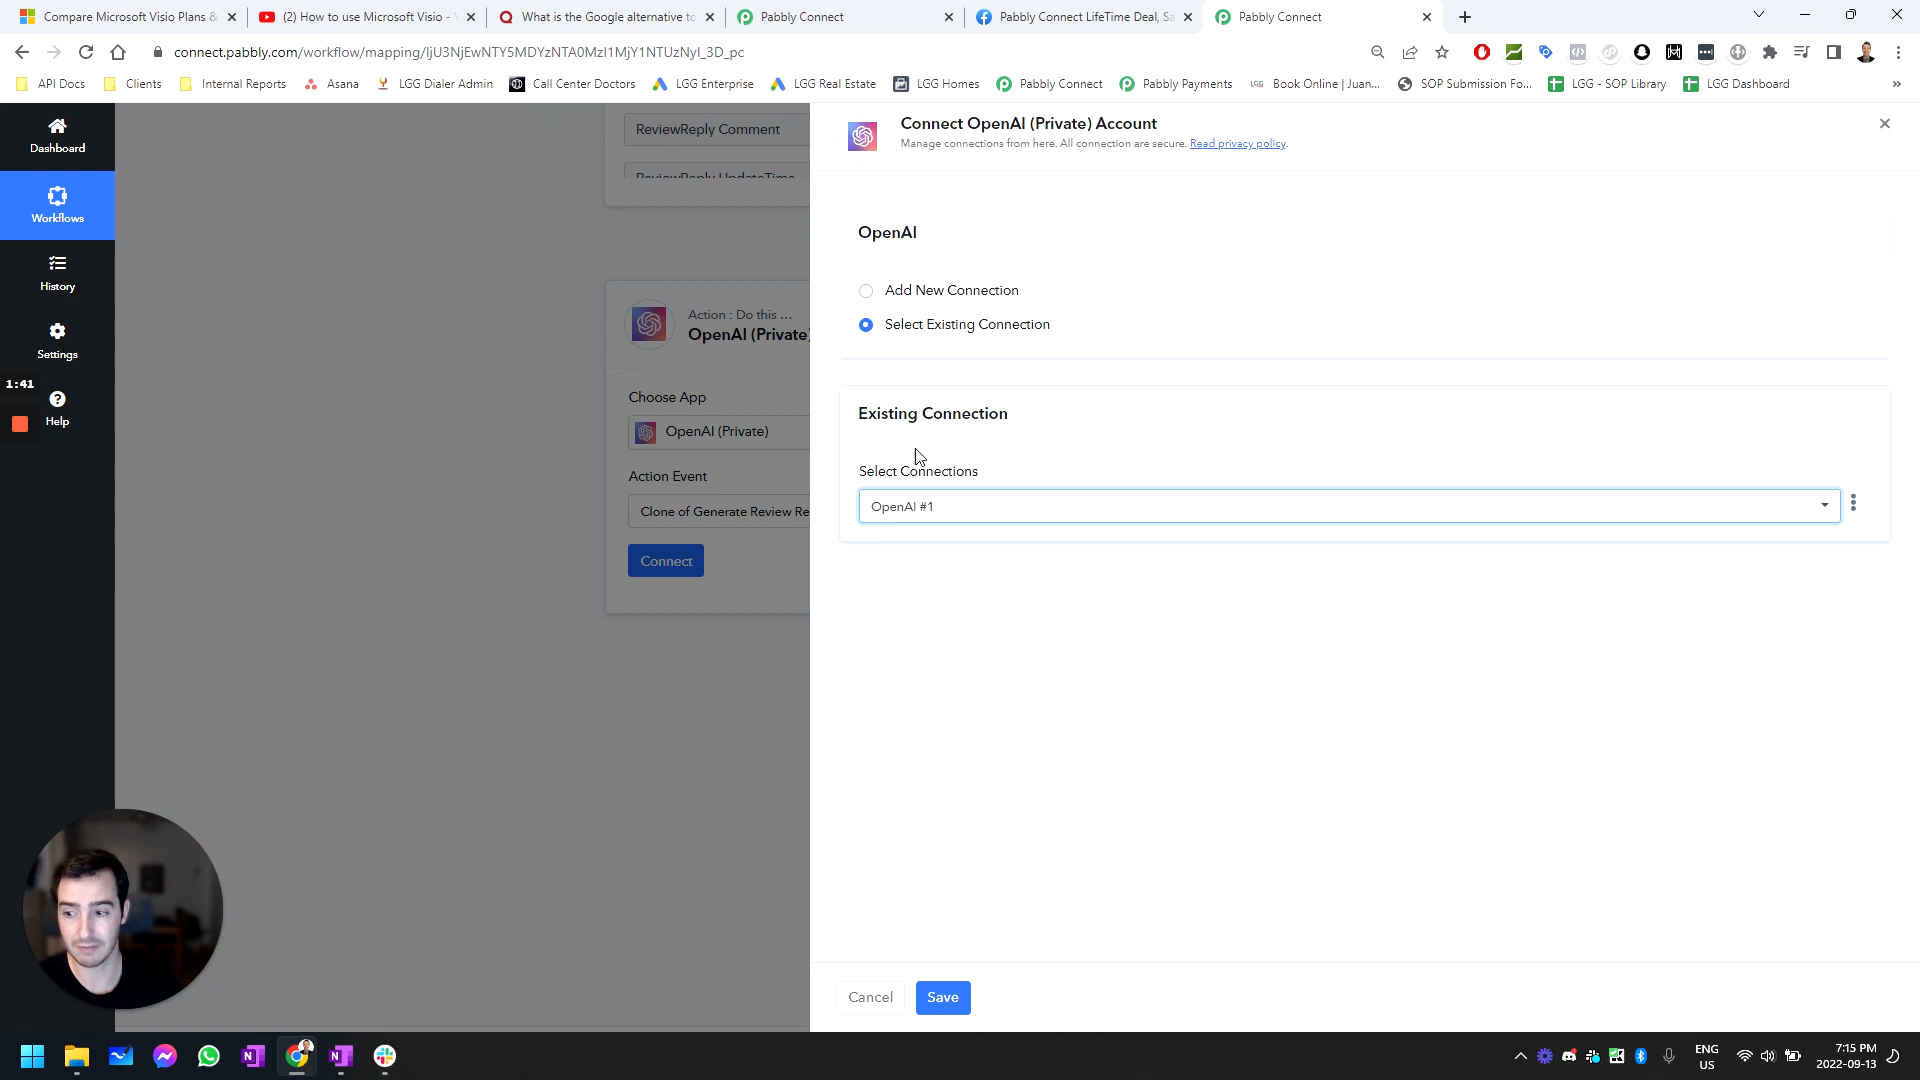 Compare Microsoft Visio Plans &
(2) How to use Microsoft Visio -
What is the Google alternative to
Pabbly Connect
Pabbly Connect LifeTime Deal, Sa
Pabbly Connect
connect.pabbly.com/workflow/mapping/IjU3NjEwNTY5MDYzNTA0MzI1MjY1NTUzNyI_3D_pc
API Docs
Clients
Internal Reports
Asana
LGG Dialer Admin
Call Center Doctors
LGG Enterprise
LGG Real Estate
LGG Homes
Pabbly Connect
Pabbly Payments
LGG Book Online | Juan...
SOP Submission Fo...
LGG - SOP Library
LGG Dashboard
»
Dashboard
Workflows
History
Settings
1:41
Help
ReviewReply Comment
ReviewReply UpdateTime
Action : Do this ...
OpenAI (Private)
Choose App
OpenAI (Private)
Action Event
Clone of Generate Review Re
Connect
Connect OpenAI (Private) Account
Manage connections from here. All connection are secure. Read privacy policy.
OpenAI
Add New Connection
Select Existing Connection
Existing Connection
Select Connections
OpenAI #1
Cancel
Save
ENG
US
7:15 PM
2022-09-13